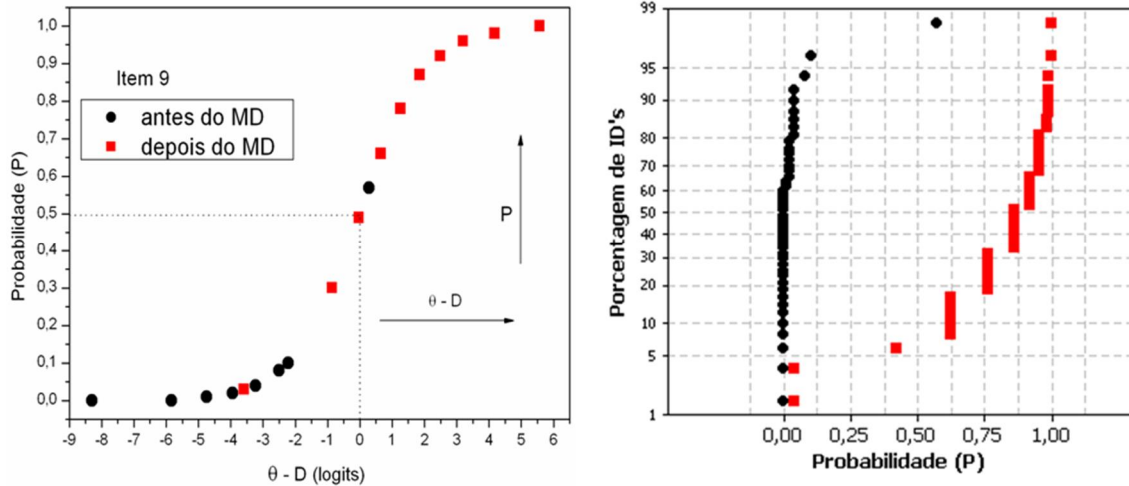 Item 9
antes do MD
depois do MD
Probabilidade (P)
1,0
0,9
0,8
0,7
0,6
0,5
0,4
0,3
0,2
0,1
0,0
P
θ - D
-9 -8 -7 -6 -5 -4 -3 -2 -1 0 1 2 3 4 5 6
θ - D (logits)
Porcentagem de ID's
99
95
90
80
70
60
50
40
30
20
10
5
1
0,00 0,25 0,50 0,75 1,00
Probabilidade (P)